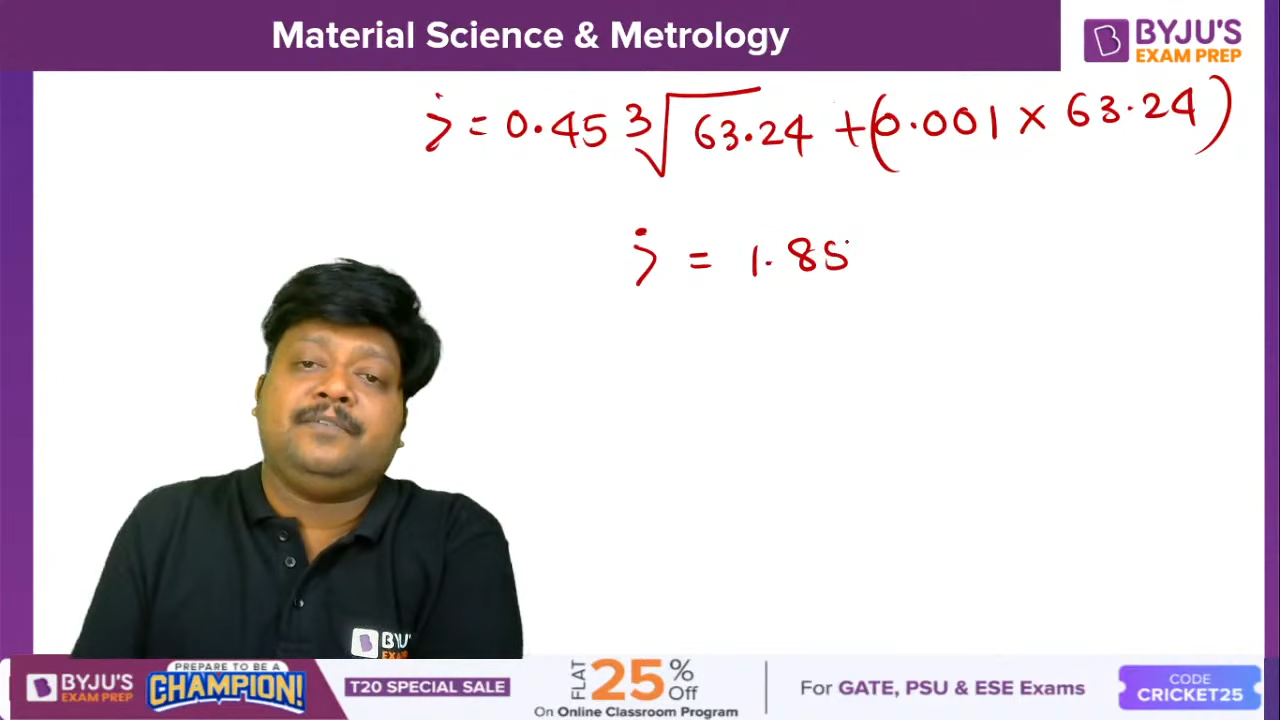 Material Science & Metrology
BYJU'S
EXAM PREP
i = 0.45 ∛63.24 + (0.001 × 63.24)
i = 1.85
BYJU'
EXAM
BYJU'S
EXAM PREP
PREPARE TO BE A
CHAMPION!
T20 SPECIAL SALE
FLAT 25% Off
On Online Classroom Program
For GATE, PSU & ESE Exams
CODE
CRICKET25